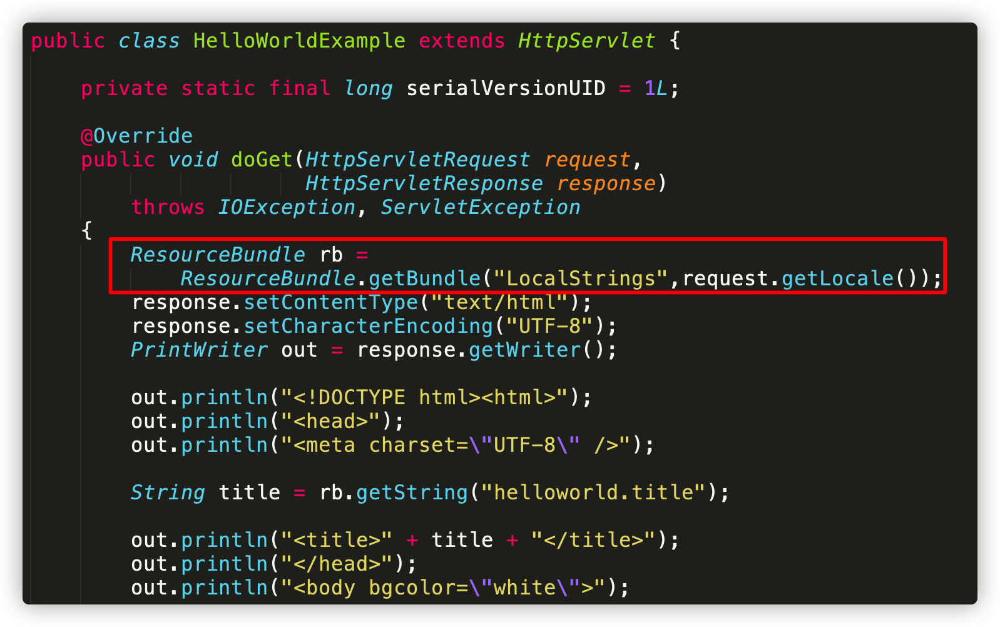 public class HelloWorldExample extends HttpServlet {
private static final long serialVersionUID = 1L;
@Override
public void doGet(HttpServletRequest request,
HttpServletResponse response)
throws IOException, ServletException
{
ResourceBundle rb =
ResourceBundle.getBundle("LocalStrings",request.getLocale());
response.setContentType("text/html");
response.setCharacterEncoding("UTF-8");
PrintWriter out = response.getWriter();
out.println("<!DOCTYPE html><html>");
out.println("<head>");
out.println("<meta charset=\"UTF-8\" />");
String title = rb.getString("helloworld.title");
out.println("<title>" + title + "</title>");
out.println("</head>");
out.println("<body bgcolor=\"white\">");